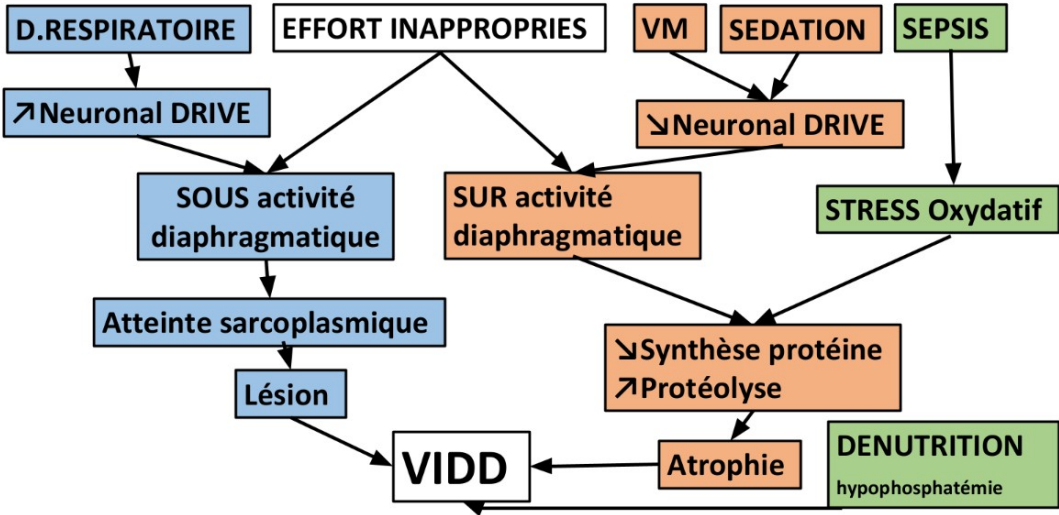 D.RESPIRATOIRE
EFFORT INAPPROPRIES
VM
SEDATION
SEPSIS
↗Neuronal DRIVE
↘Neuronal DRIVE
SOUS activité
diaphragmatique
SUR activité
diaphragmatique
STRESS Oxydatif
Atteinte sarcoplasmique
↘Synthèse protéine
↗Protéolyse
Lésion
VIDD
Atrophie
DENUTRITION
hypophosphatémie